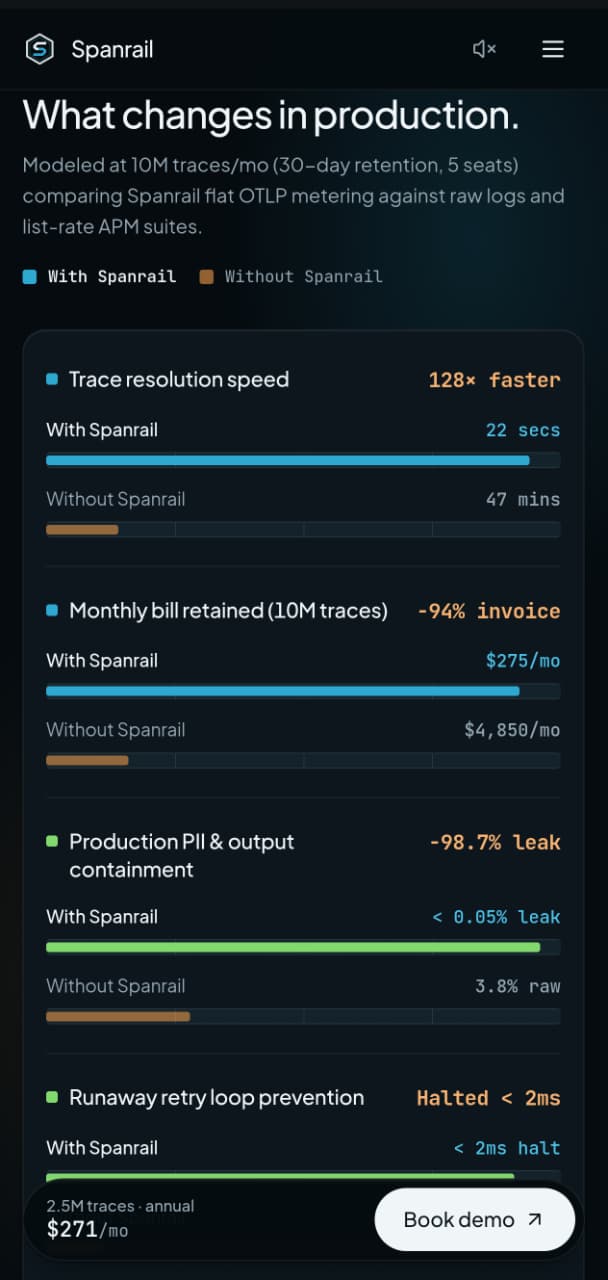 Spanrail
What changes in production.
Modeled at 10M traces/mo (30–day retention, 5 seats)
comparing Spanrail flat OTLP metering against raw logs and
list-rate APM suites.
With Spanrail Without Spanrail
Trace resolution speed 128× faster
With Spanrail 22 secs
Without Spanrail 47 mins
Monthly bill retained (10M traces) -94% invoice
With Spanrail $275/mo
Without Spanrail $4,850/mo
Production PII & output -98.7% leak
containment
With Spanrail < 0.05% leak
Without Spanrail 3.8% raw
Runaway retry loop prevention Halted < 2ms
With Spanrail < 2ms halt
2.5M traces · annual
$271/mo
Book demo ↗